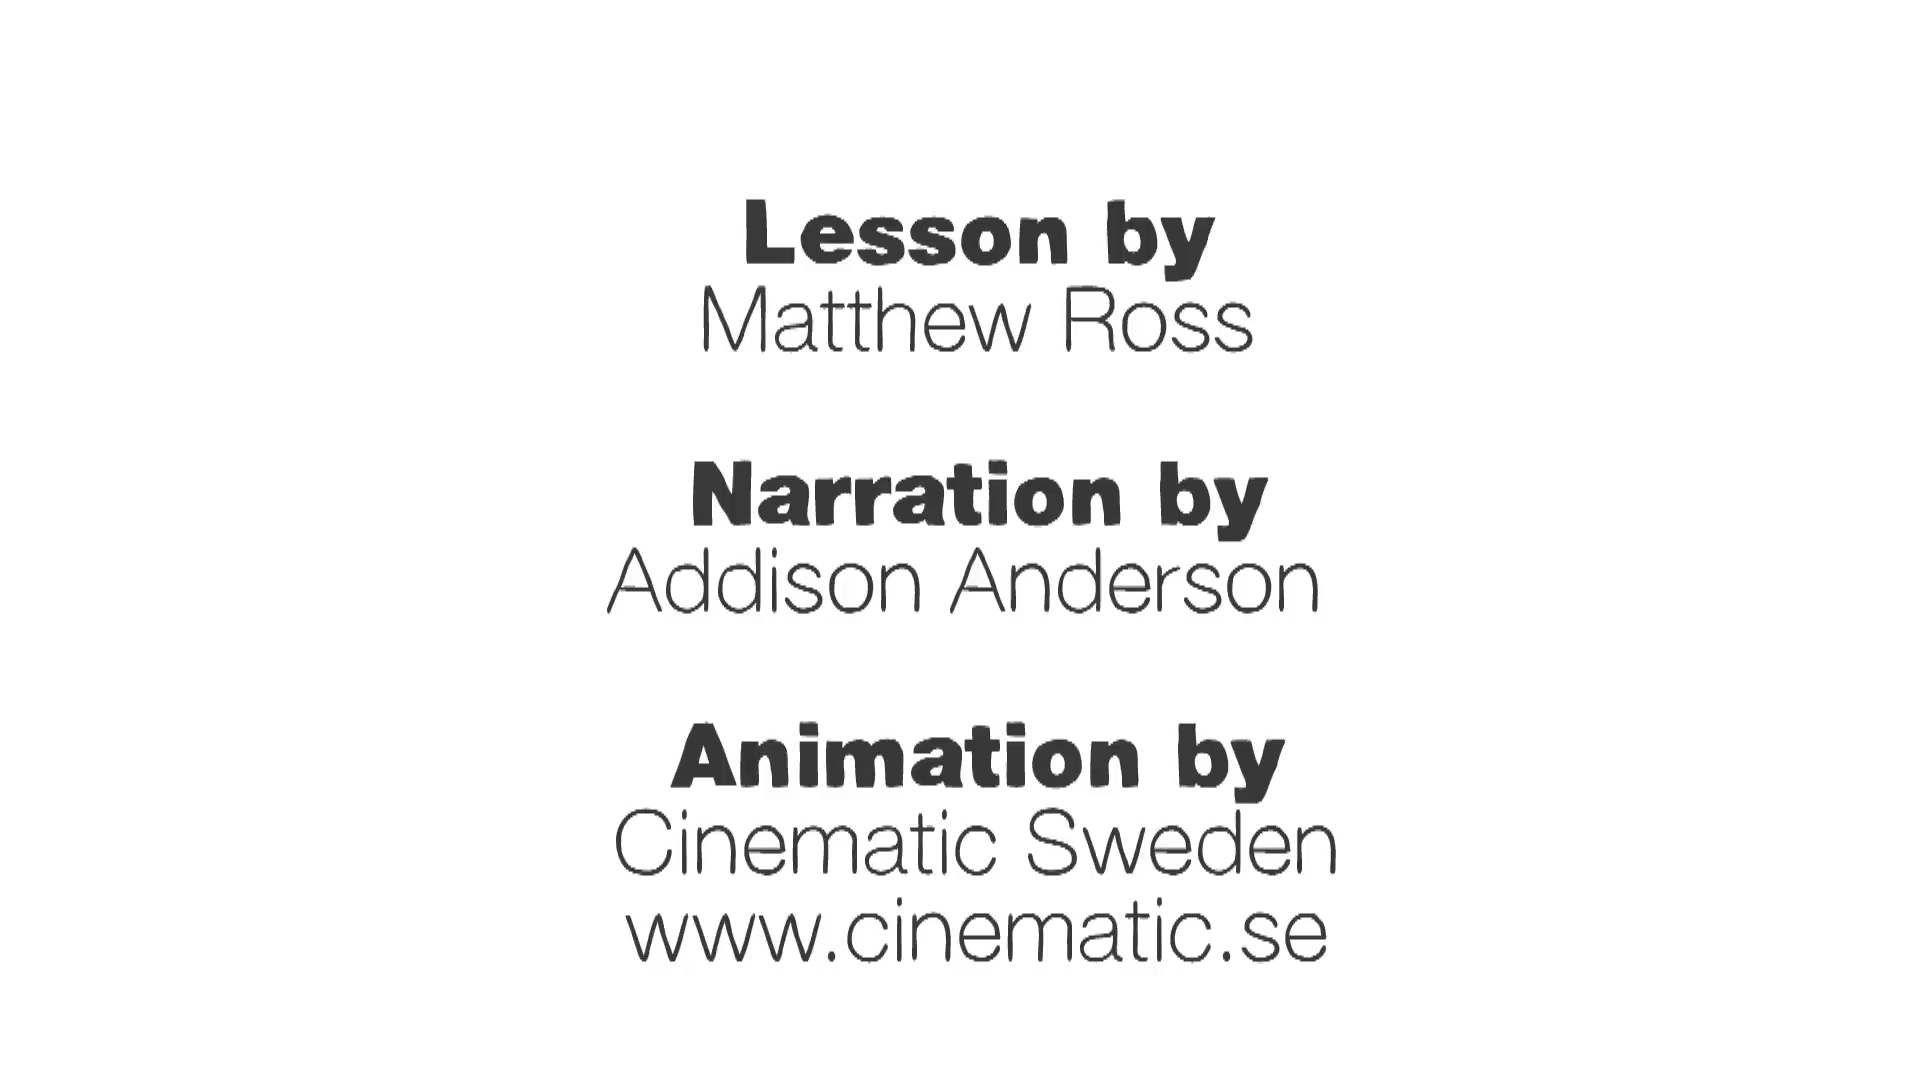 Lesson by
Matthew Ross
Narration by
Addison Anderson
Animation by
Cinematic Sweden
www.cinematic.se